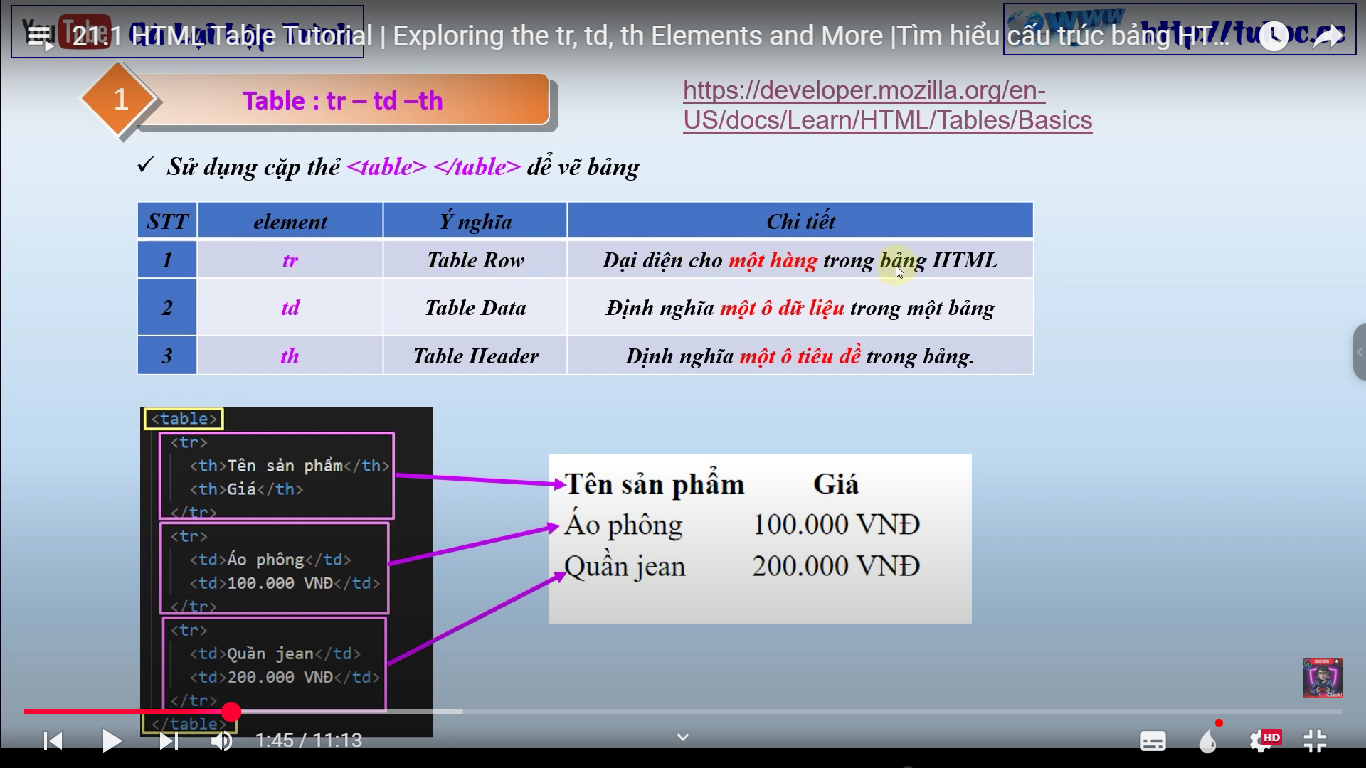 21.1 HTML Table Tutorial | Exploring the tr, td, th Elements and More |Tìm hiểu cấu trúc bảng HT...
1
Table : tr – td –th
https://developer.mozilla.org/en-
US/docs/Learn/HTML/Tables/Basics
✓ Sử dụng cặp thẻ <table> </table> để vẽ bảng
STT element Ý nghĩa Chi tiết
1 tr Table Row Đại diện cho một hàng trong bảng HTML
2 td Table Data Định nghĩa một ô dữ liệu trong một bảng
3 th Table Header Định nghĩa một ô tiêu đề trong bảng.
<table>
<tr>
<th>Tên sản phẩm</th>
<th>Giá</th>
</tr>
<tr>
<td>Áo phông</td>
<td>100.000 VNĐ</td>
</tr>
<tr>
<td>Quần jean</td>
<td>200.000 VNĐ</td>
</tr>
</table>
Tên sản phẩm Giá
Áo phông 100.000 VNĐ
Quần jean 200.000 VNĐ
1:45 / 11:13
HD